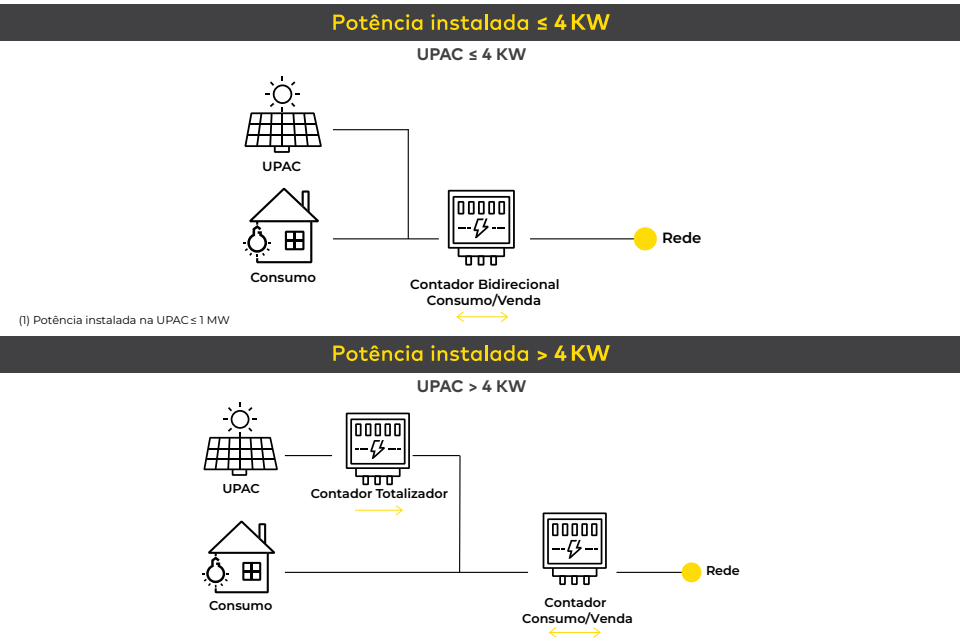 Potência instalada ≤ 4 KW
UPAC ≤ 4 KW
UPAC
Consumo
Contador Bidirecional
Consumo/Venda
Rede
(1) Potência instalada na UPAC ≤ 1 MW
Potência instalada > 4 KW
UPAC > 4 KW
UPAC
Contador Totalizador
Consumo
Contador
Consumo/Venda
Rede